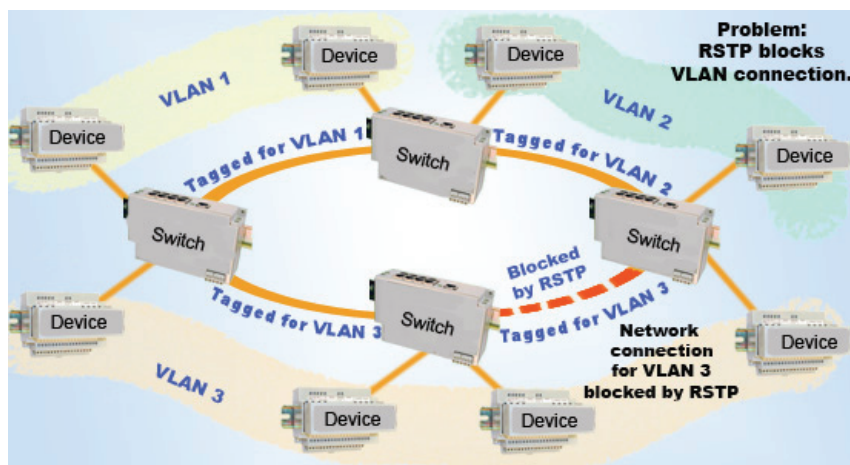 Problem:
RSTP blocks
VLAN connection.
Device
Device
VLAN 1
VLAN 2
Device
Device
Tagged for VLAN 1
Switch
Tagged for VLAN 2
Switch
Switch
Blocked
by RSTP
Switch
Tagged for VLAN 3
Tagged for VLAN 3
Device
Device
Network
connection
for VLAN 3
blocked by RSTP
VLAN 3
Device
Device